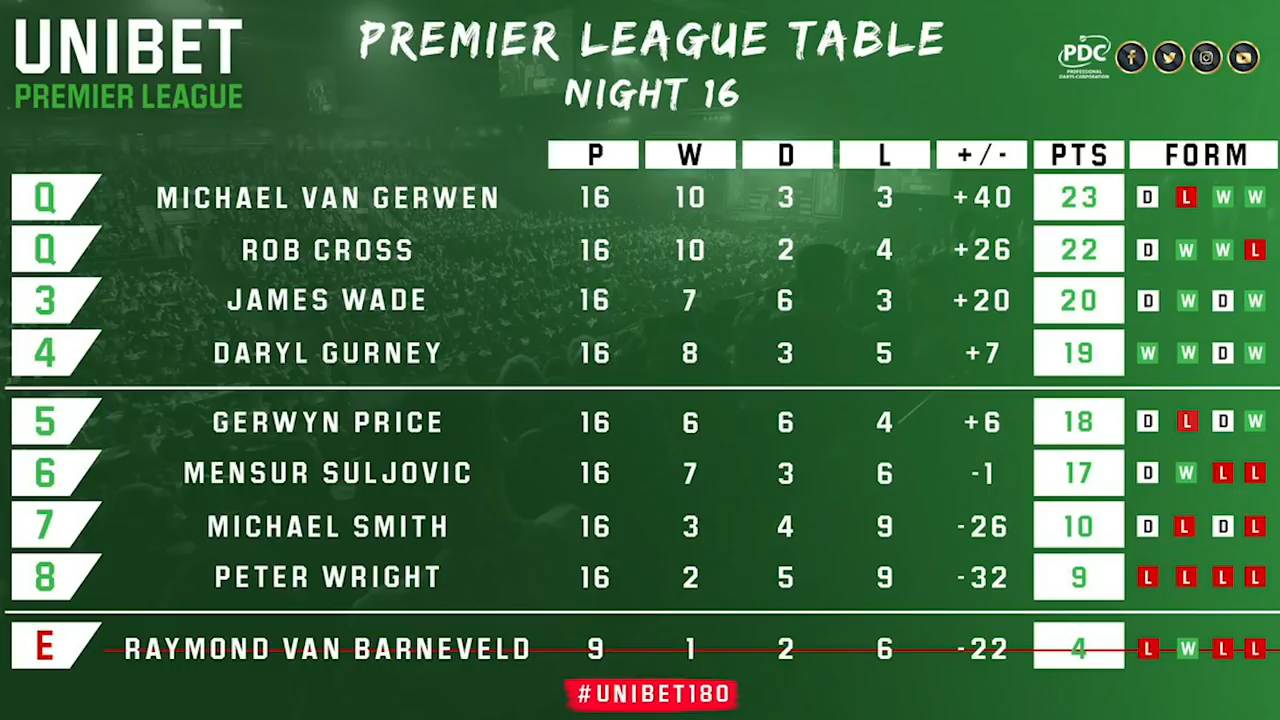 UNIBET
PREMIER LEAGUE
PREMIER LEAGUE TABLE
NIGHT 16
PDC
PROFESSIONAL
DARTS CORPORATION
P W D L +/- PTS FORM
Q MICHAEL VAN GERWEN 16 10 3 3 +40 23 D L W W
Q ROB CROSS 16 10 2 4 +26 22 D W W L
3 JAMES WADE 16 7 6 3 +20 20 D W D W
4 DARYL GURNEY 16 8 3 5 +7 19 W W D W
5 GERWYN PRICE 16 6 6 4 +6 18 D L D W
6 MENSUR SULJOVIC 16 7 3 6 -1 17 D W L L
7 MICHAEL SMITH 16 3 4 9 -26 10 D L D L
8 PETER WRIGHT 16 2 5 9 -32 9 L L L L
E RAYMOND VAN BARNEVELD 9 1 2 6 -22 4 L W L L
#UNIBET180